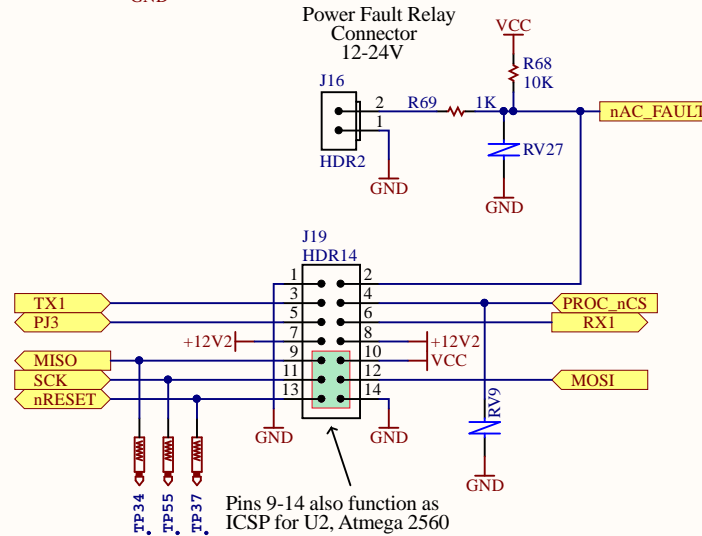 GND
Power Fault Relay
Connector
12-24V
VCC
R68
10K
J16
2
R69
1K
nAC_FAULT
1
RV27
HDR2
GND
GND
J19
HDR14
1
2
TX1
3
4
PROC_nCS
PJ3
5
6
RX1
+12V2
7
8
+12V2
MISO
9
10
VCC
SCK
11
12
MOSI
nRESET
13
14
RV9
GND
GND
GND
TP34
TP55
TP37
Pins 9-14 also function as
ICSP for U2, Atmega 2560